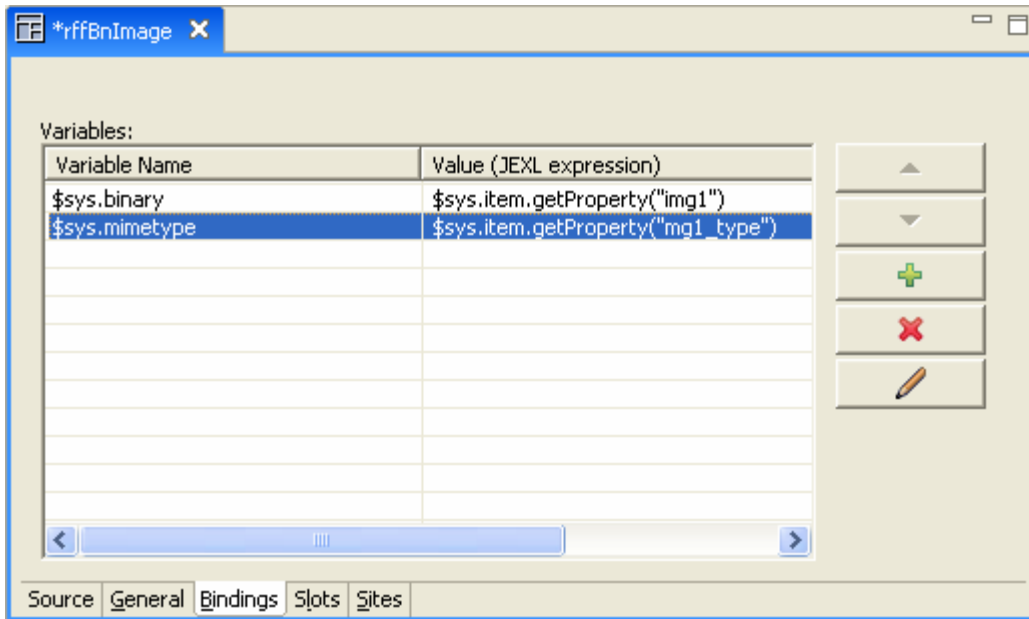 *rffBnImage
Variables:
Variable Name Value (JEXL expression)
$sys.binary $sys.item.getProperty("img1")
$sys.mimetype $sys.item.getProperty("mg1_type")
Source General Bindings Slots Sites